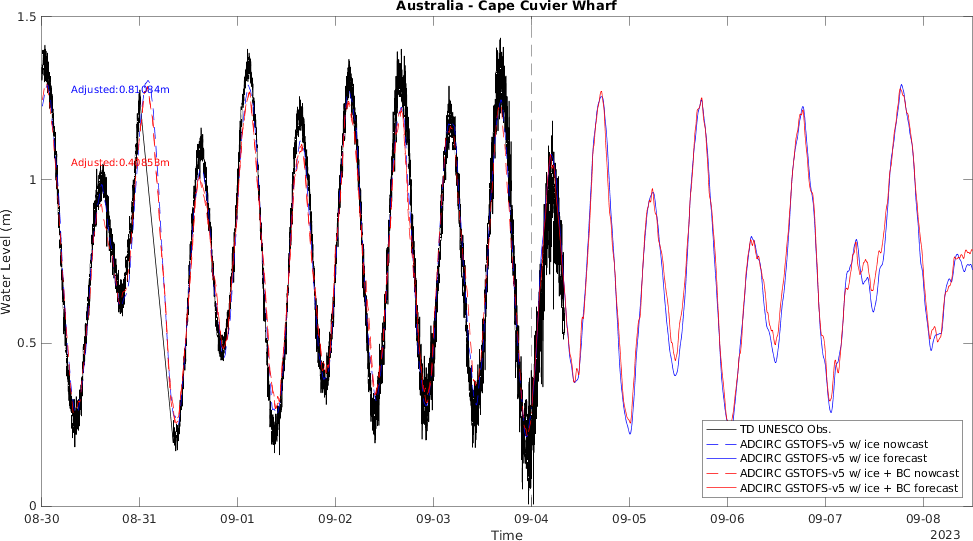 Australia - Cape Cuvier Wharf
1.5
1
0.5
0
Water Level (m)
Adjusted:0.81084m
Adjusted:0.40853m
08-30 08-31 09-01 09-02 09-03 09-04 09-05 09-06 09-07 09-08
Time
2023
TD UNESCO Obs.
ADCIRC GSTOFS-v5 w/ ice nowcast
ADCIRC GSTOFS-v5 w/ ice forecast
ADCIRC GSTOFS-v5 w/ ice + BC nowcast
ADCIRC GSTOFS-v5 w/ ice + BC forecast